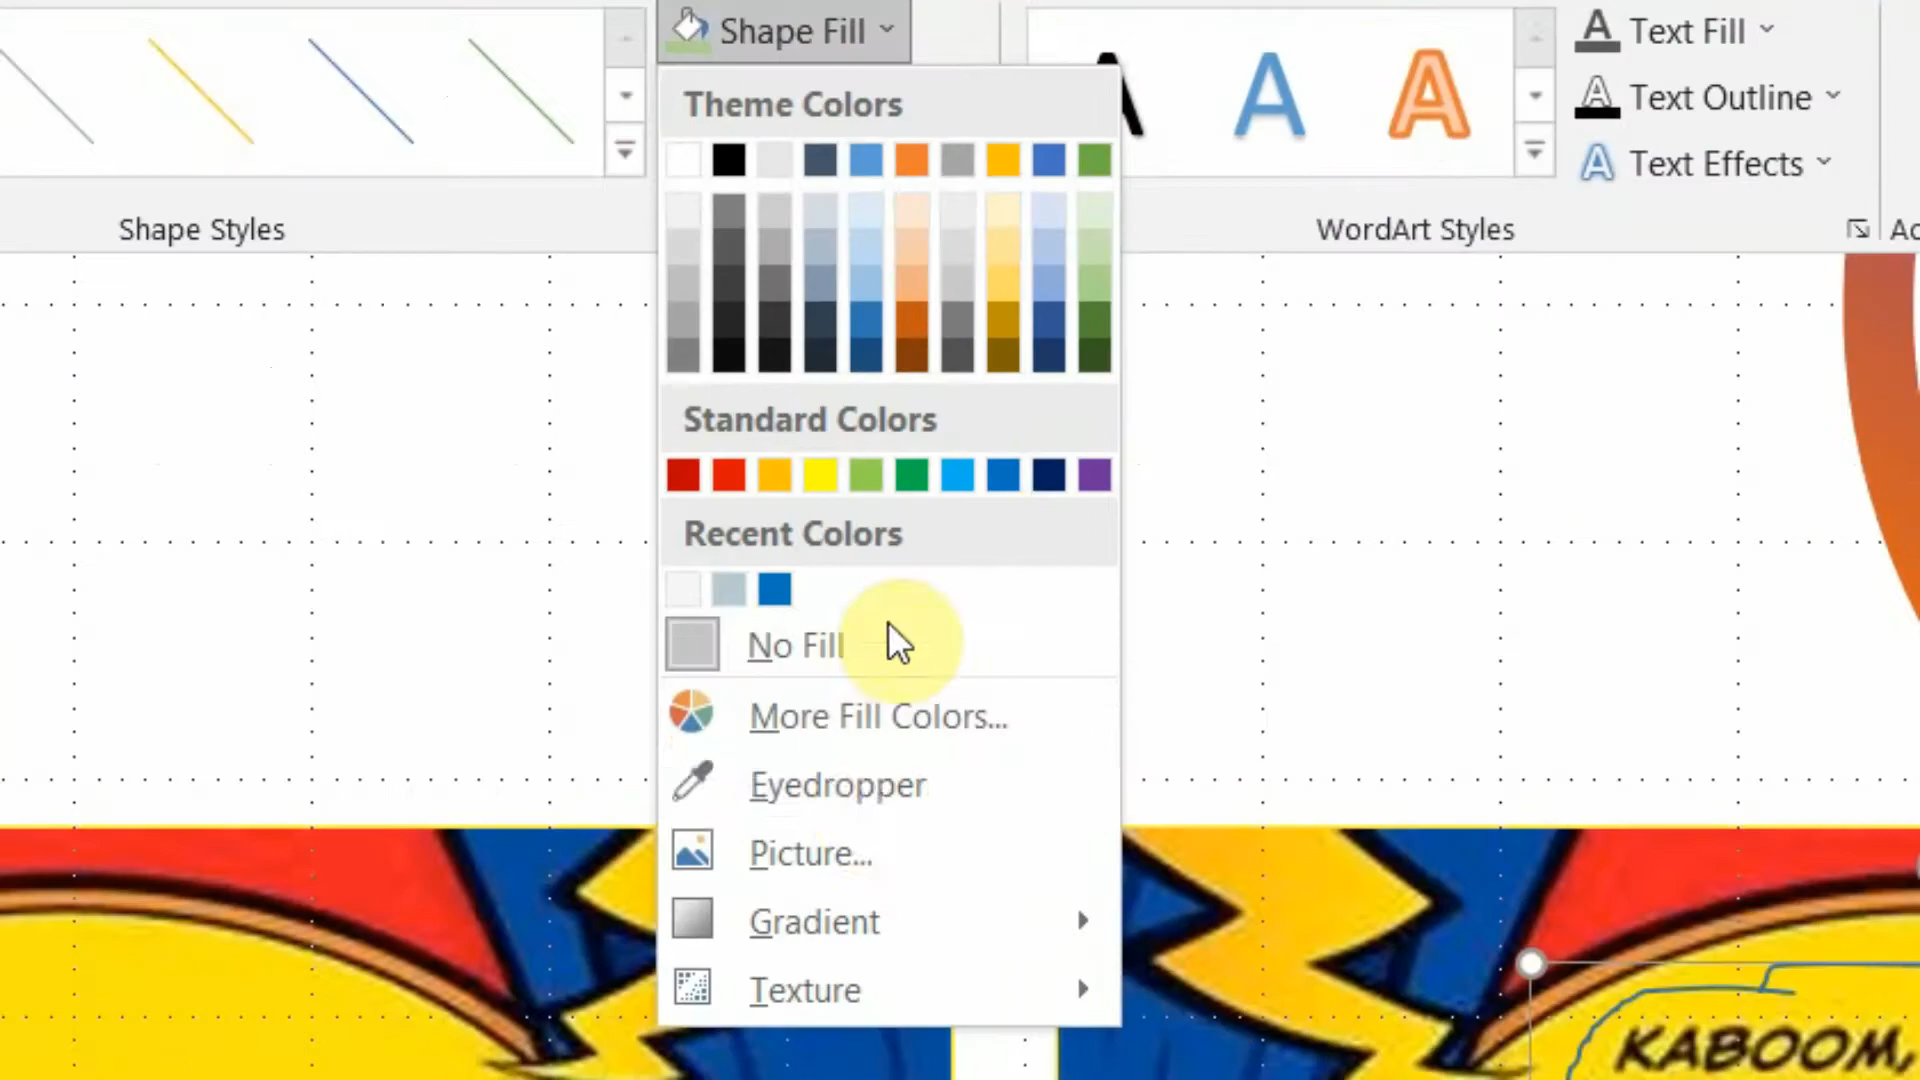 Shape Fill
Text Fill
Text Outline
Text Effects
Shape Styles
WordArt Styles
Theme Colors
Standard Colors
Recent Colors
No Fill
More Fill Colors...
Eyedropper
Picture...
Gradient
Texture
KABOOM,